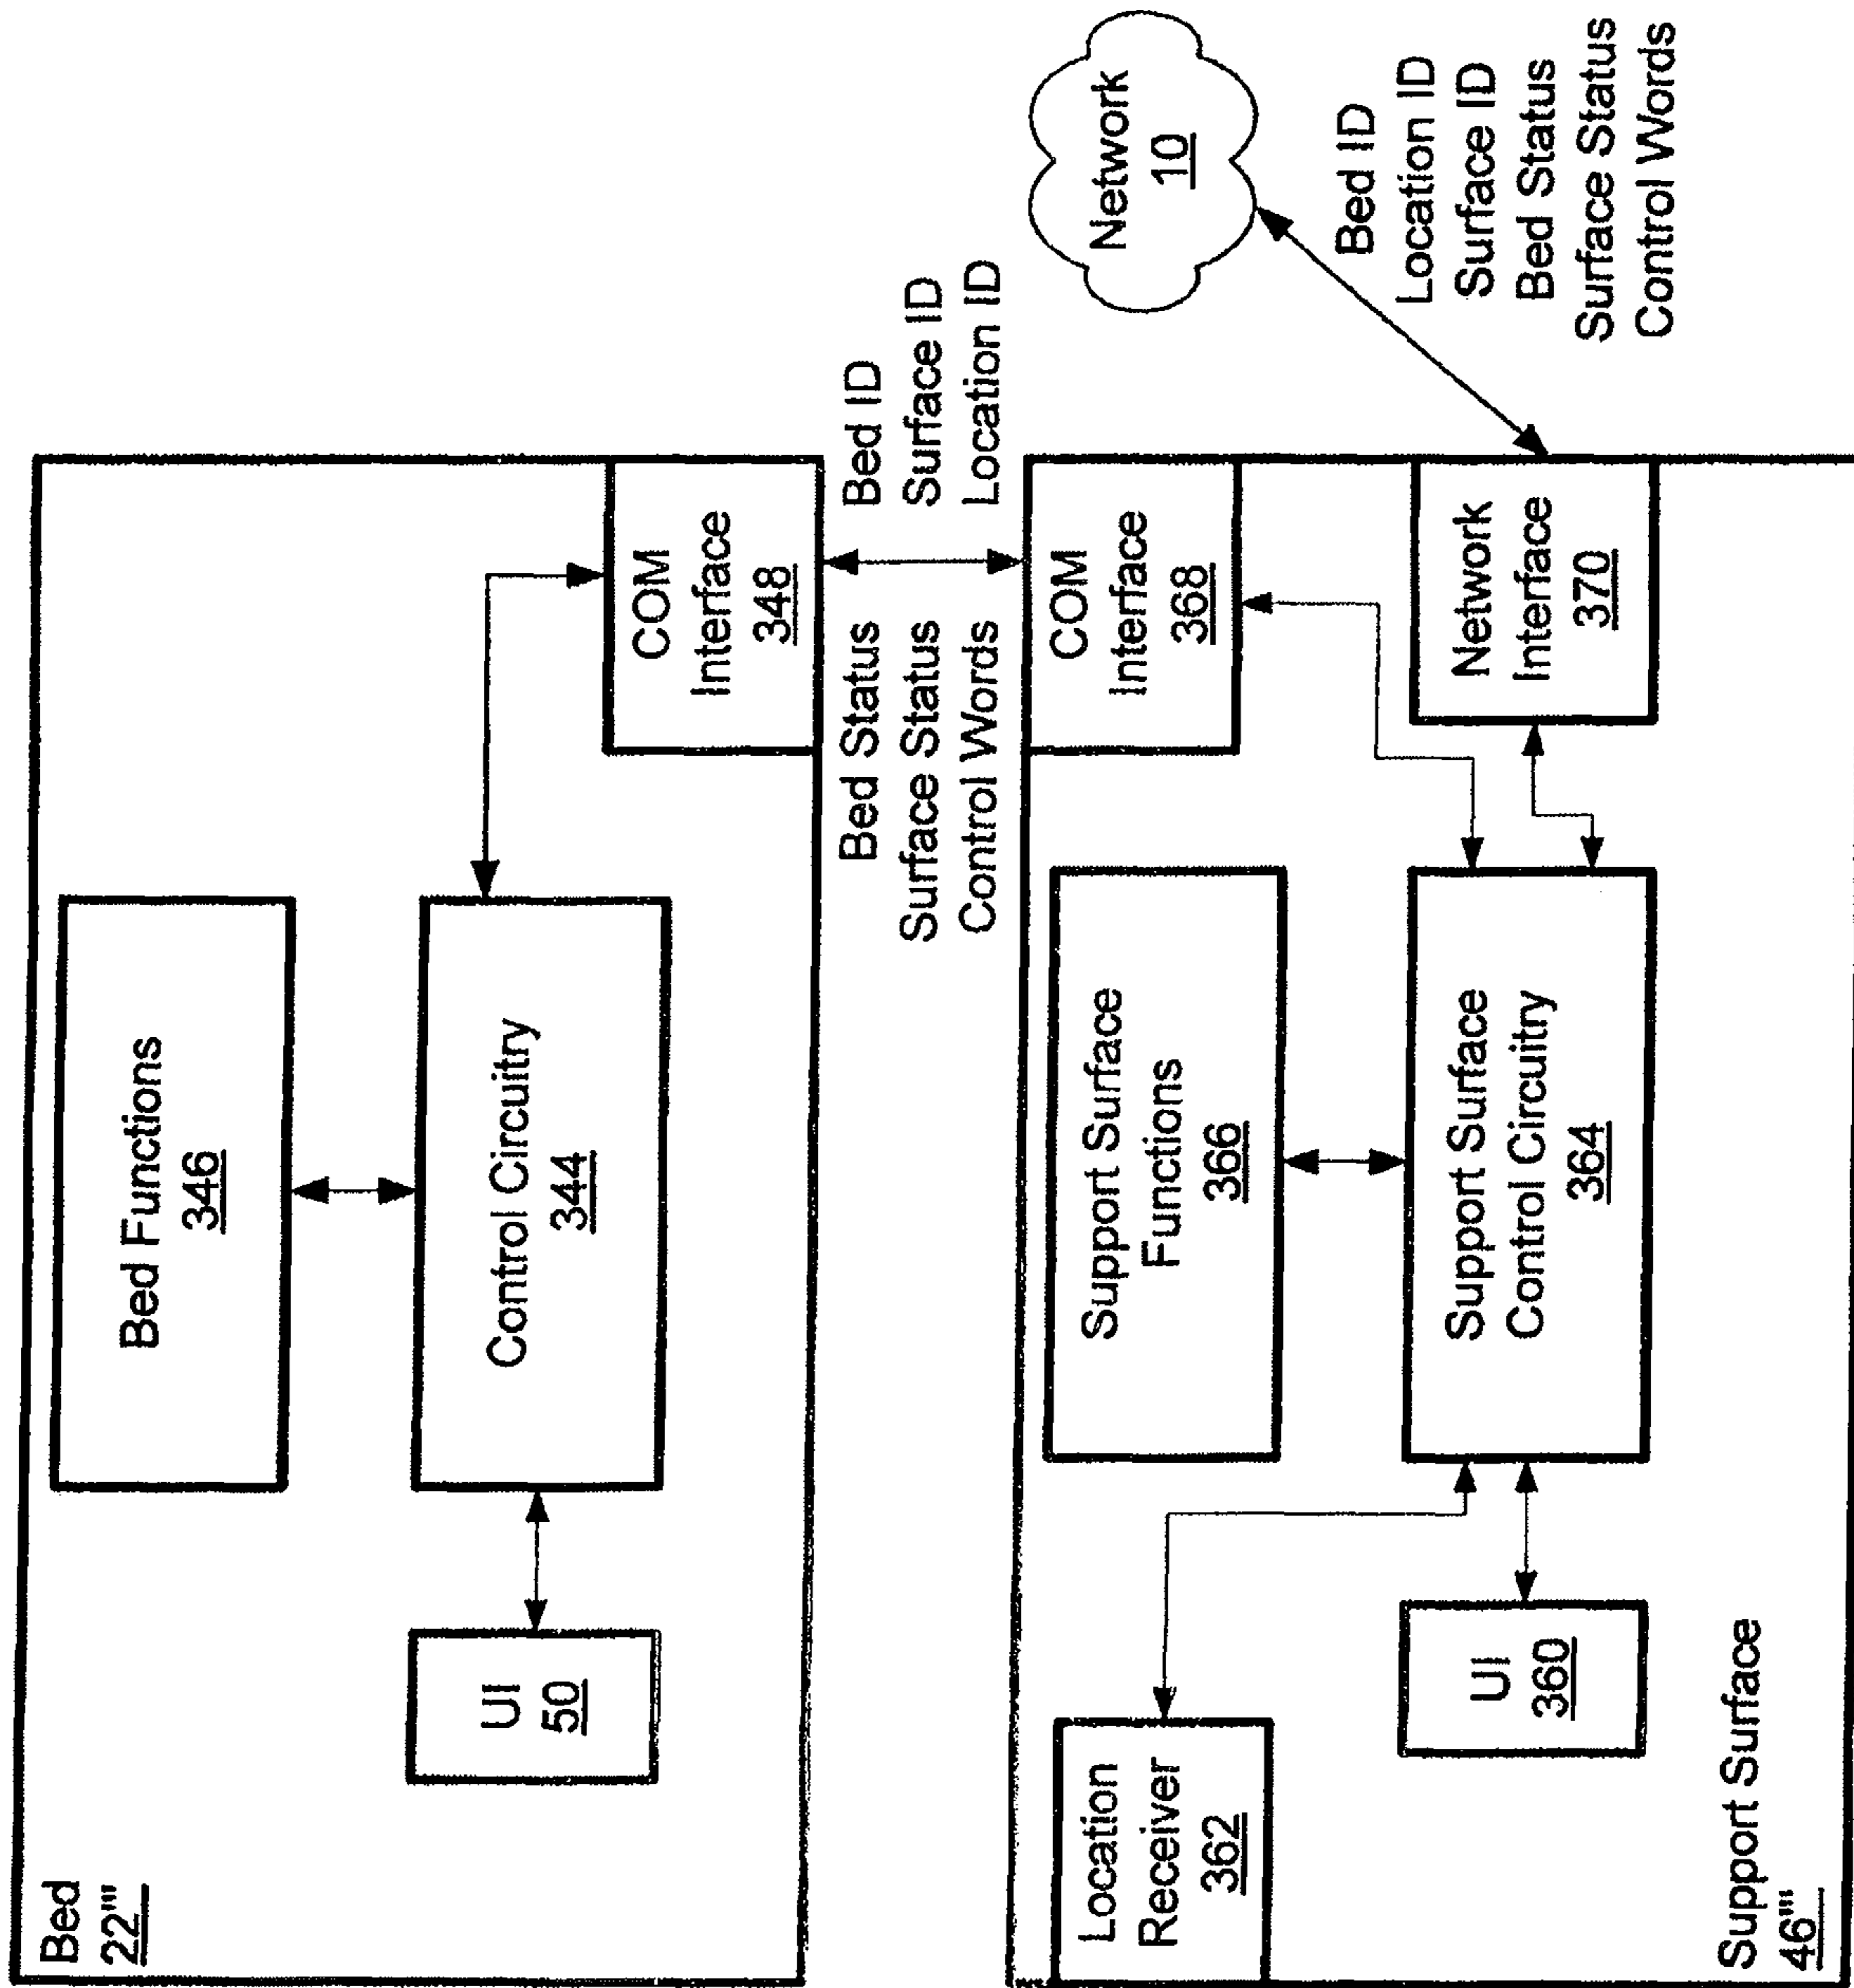 Bed
22'''
Bed Functions
346
UI
50
Control Circuitry
344
COM
Interface
348
Bed Status
Surface Status
Control Words
Bed ID
Surface ID
Location ID
Location
Receiver
362
Support Surface
Functions
366
COM
Interface
368
Network
10
UI
360
Support Surface
Control Circuitry
364
Network
Interface
370
Bed ID
Location ID
Surface ID
Bed Status
Surface Status
Control Words
Support Surface
46'''